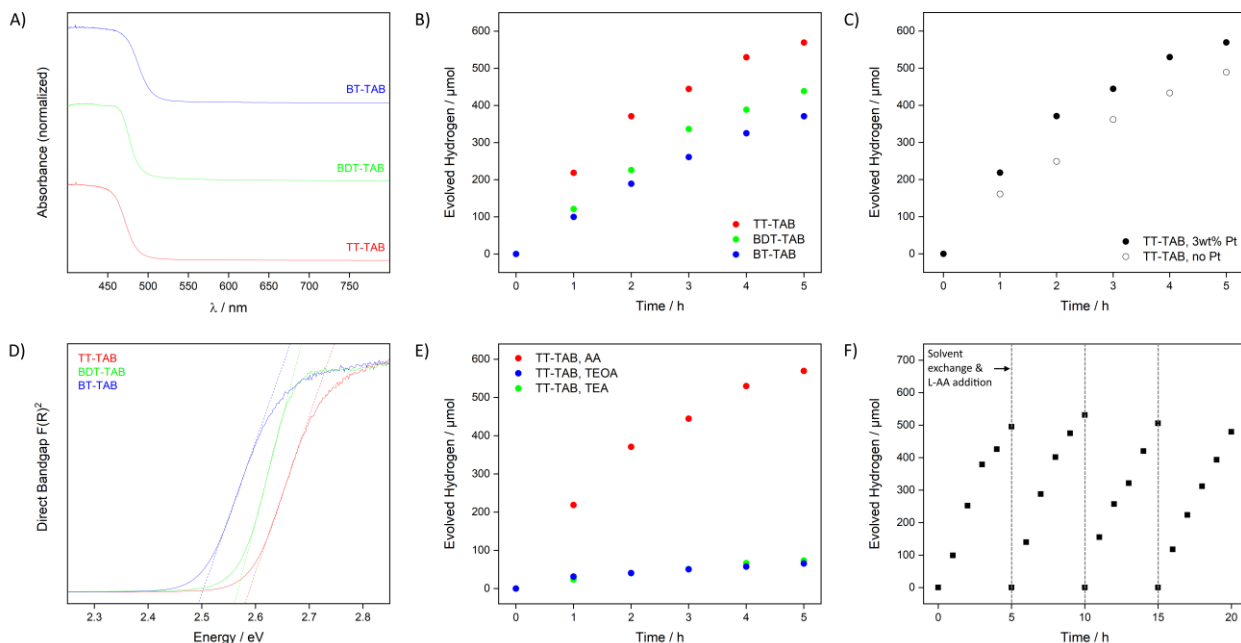 A)
Absorbance (normalized)
BT-TAB
BDT-TAB
TT-TAB
450 500 550 600 650 700 750
λ / nm
B)
Evolved Hydrogen / μmol
600
500
400
300
200
100
0
TT-TAB
BDT-TAB
BT-TAB
0 1 2 3 4 5
Time / h
C)
Evolved Hydrogen / μmol
600
500
400
300
200
100
0
TT-TAB, 3wt% Pt
TT-TAB, no Pt
0 1 2 3 4 5
Time / h
D)
Direct Bandgap F(R)²
TT-TAB
BDT-TAB
BT-TAB
2.3 2.4 2.5 2.6 2.7 2.8
Energy / eV
E)
Evolved Hydrogen / μmol
600
500
400
300
200
100
0
TT-TAB, AA
TT-TAB, TEOA
TT-TAB, TEA
0 1 2 3 4 5
Time / h
F)
Evolved Hydrogen / μmol
700
600
500
400
300
200
100
0
Solvent
exchange &
L-AA addition
0 5 10 15 20
Time / h